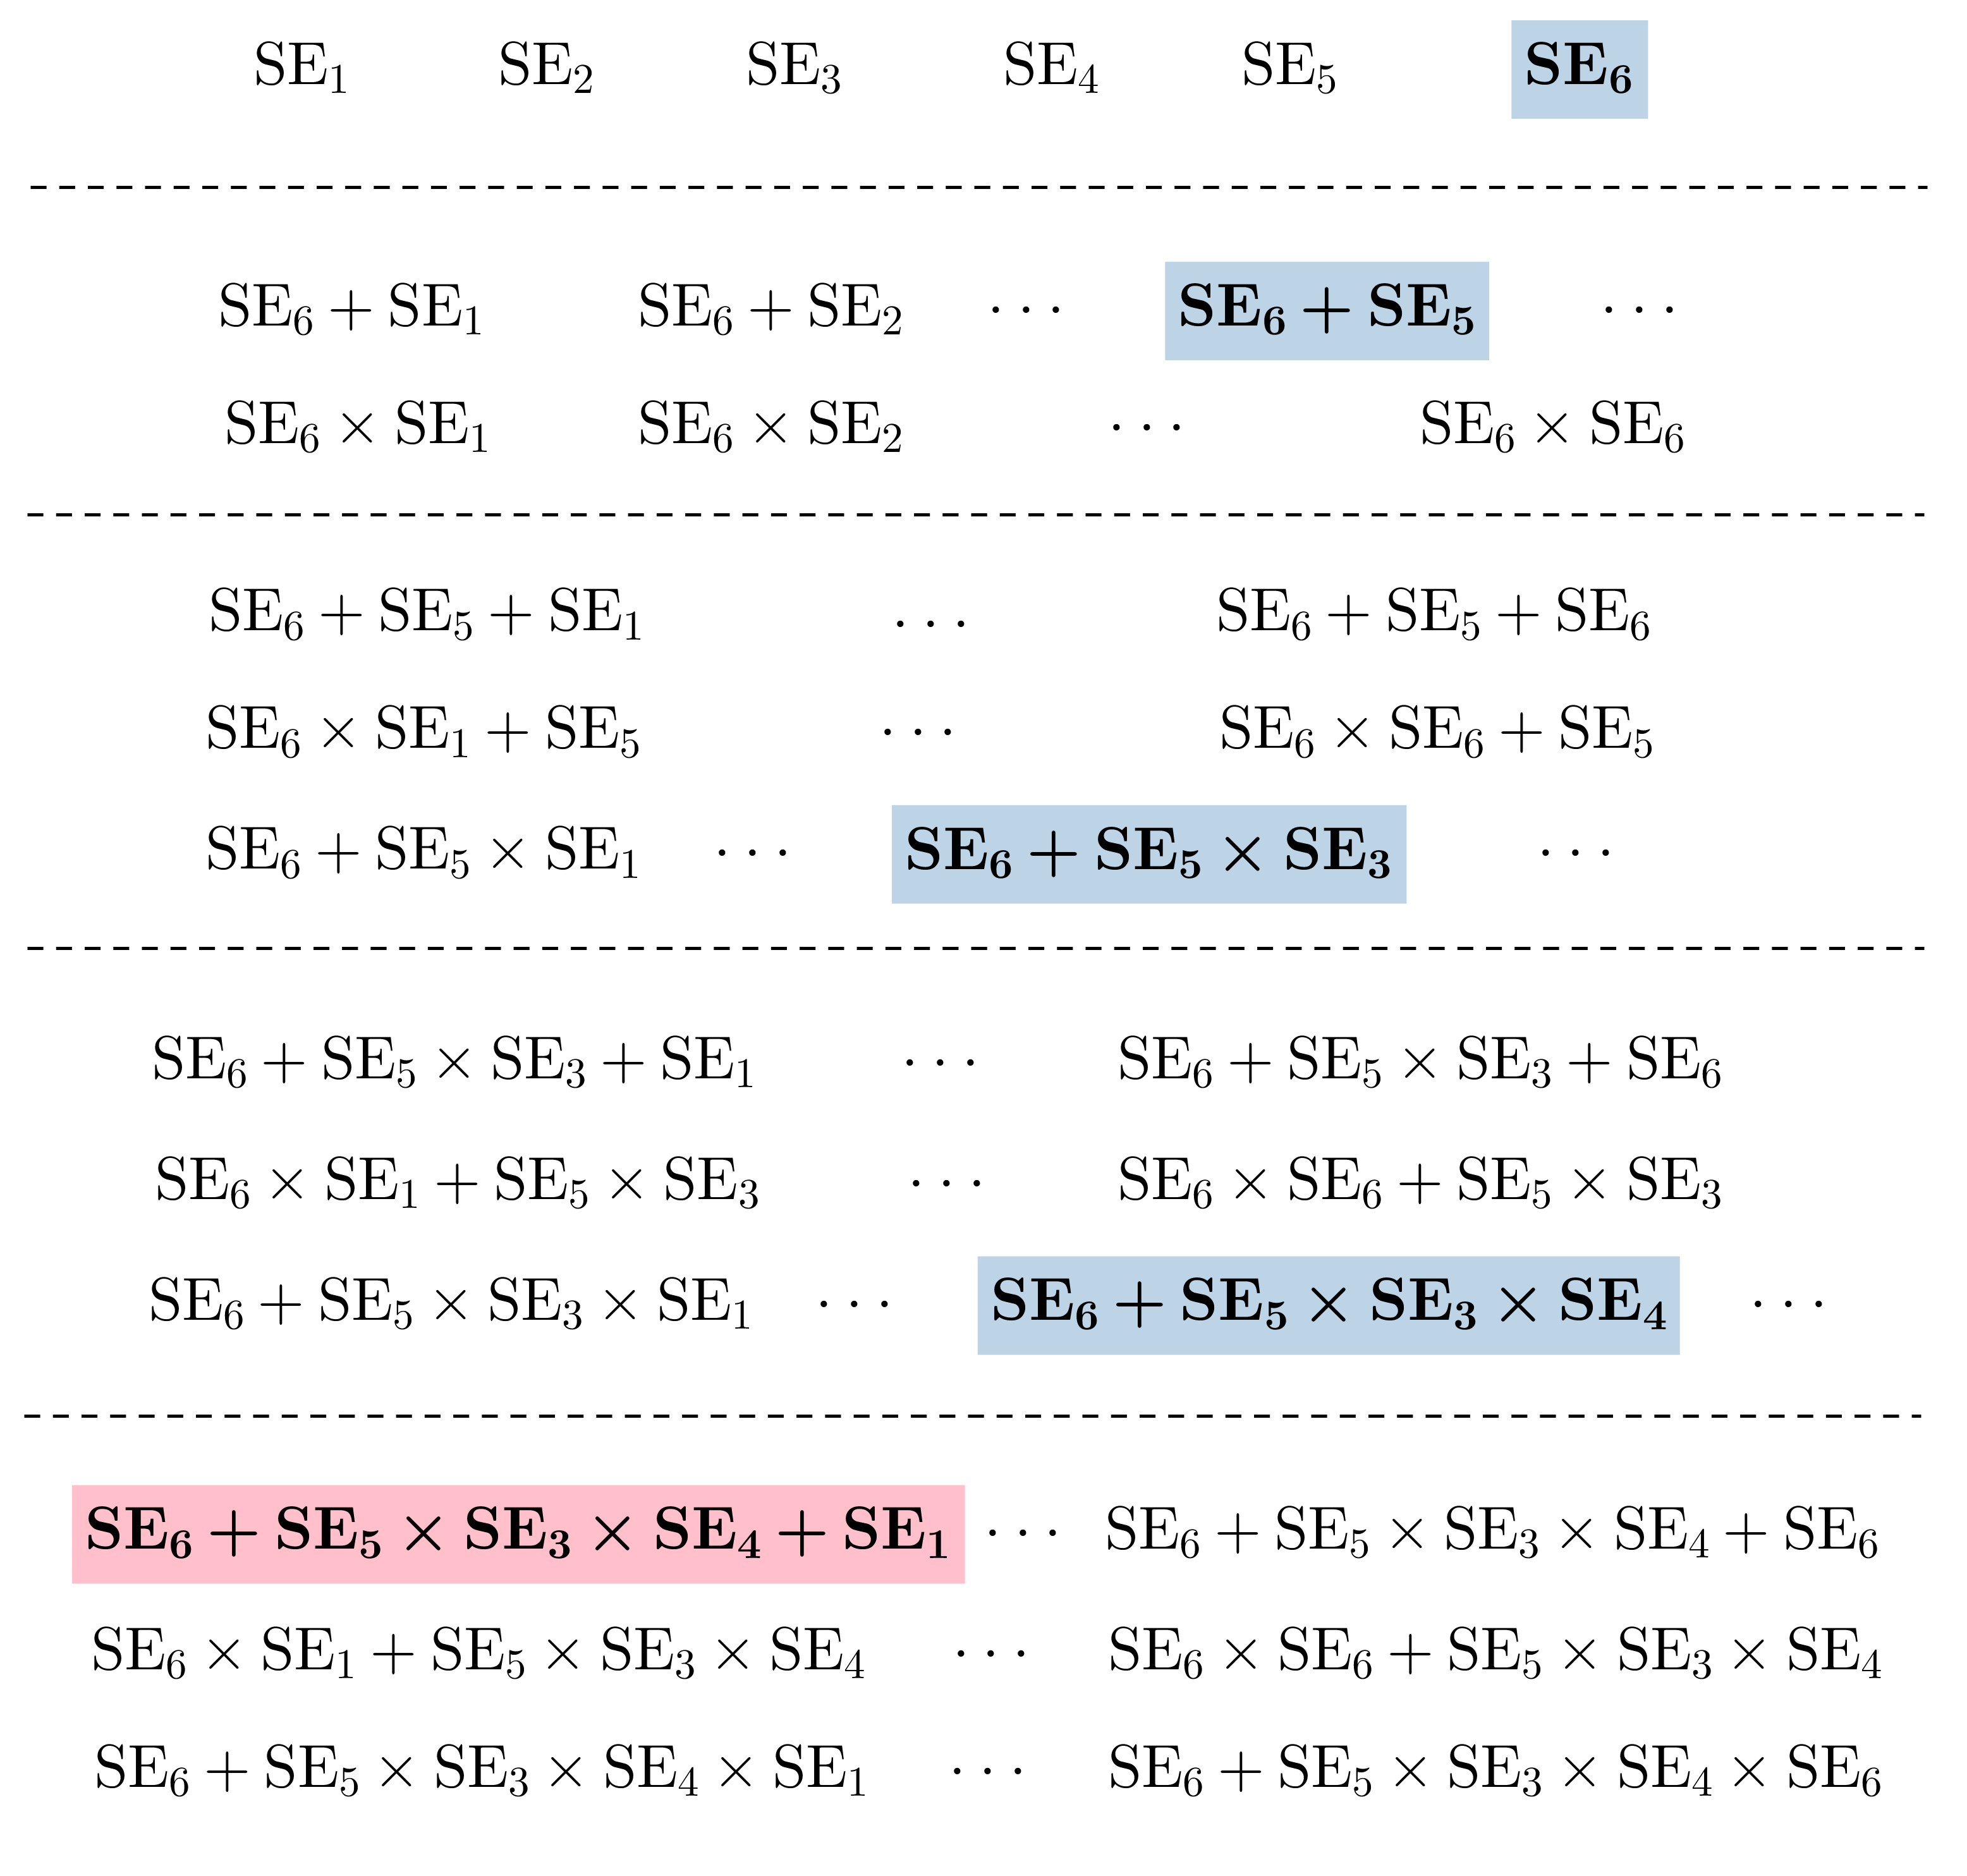 SE₁ SE₂ SE₃ SE₄ SE₅ SE₆
SE₆ + SE₁ SE₆ + SE₂ ··· SE₆ + SE₅ ···
SE₆ × SE₁ SE₆ × SE₂ ··· SE₆ × SE₆
SE₆ + SE₅ + SE₁ ··· SE₆ + SE₅ + SE₆
SE₆ × SE₁ + SE₅ ··· SE₆ × SE₆ + SE₅
SE₆ + SE₅ × SE₁ ··· SE₆ + SE₅ × SE₃ ···
SE₆ + SE₅ × SE₃ + SE₁ ··· SE₆ + SE₅ × SE₃ + SE₆
SE₆ × SE₁ + SE₅ × SE₃ ··· SE₆ × SE₆ + SE₅ × SE₃
SE₆ + SE₅ × SE₃ × SE₁ ··· SE₆ + SE₅ × SE₃ × SE₄ ···
SE₆ + SE₅ × SE₃ × SE₄ + SE₁ ··· SE₆ + SE₅ × SE₃ × SE₄ + SE₆
SE₆ × SE₁ + SE₅ × SE₃ × SE₄ ··· SE₆ × SE₆ + SE₅ × SE₃ × SE₄
SE₆ + SE₅ × SE₃ × SE₄ × SE₁ ··· SE₆ + SE₅ × SE₃ × SE₄ × SE₆